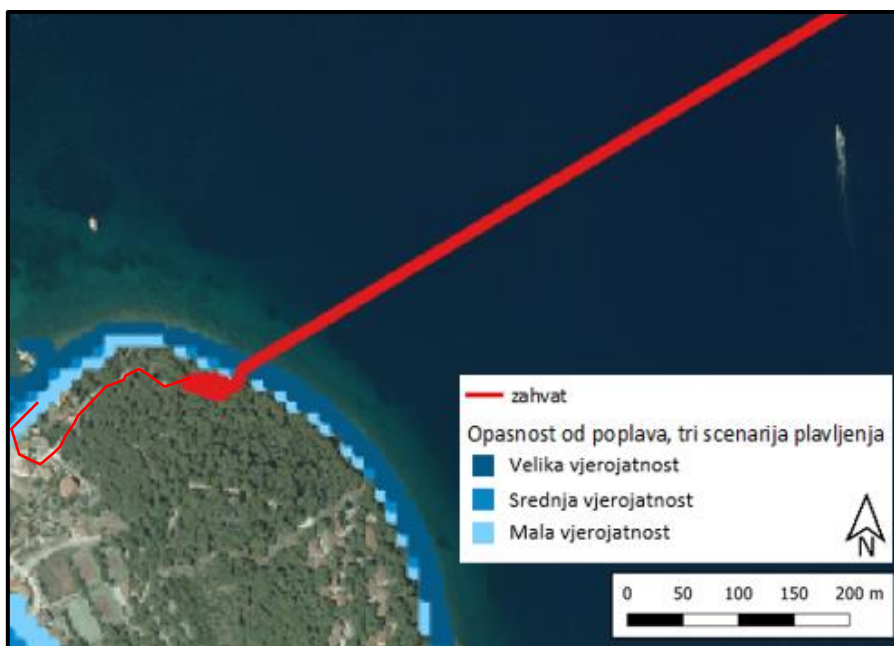 zahvat
Opasnost od poplava, tri scenarija plavljenja
Velika vjerojatnost
Srednja vjerojatnost
Mala vjerojatnost
N
0 50 100 150 200 m